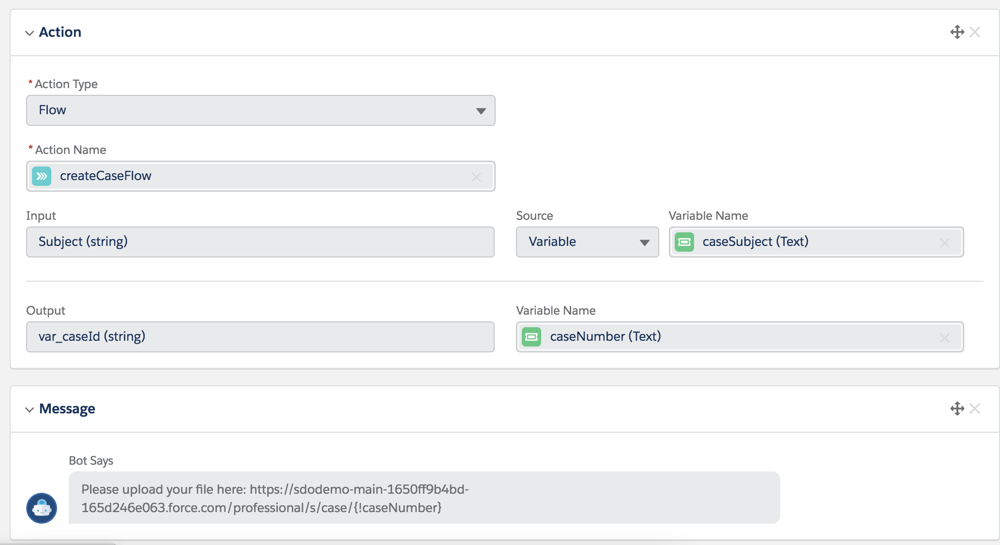 Action
* Action Type
Flow
* Action Name
createCaseFlow
Input
Source
Variable Name
Subject (string)
Variable
caseSubject (Text)
Output
Variable Name
var_caseId (string)
caseNumber (Text)
Message
Bot Says
Please upload your file here: https://sdodemo-main-1650ff9b4bd-
165d246e063.force.com/professional/s/case/{!caseNumber}